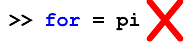 >> for = pi